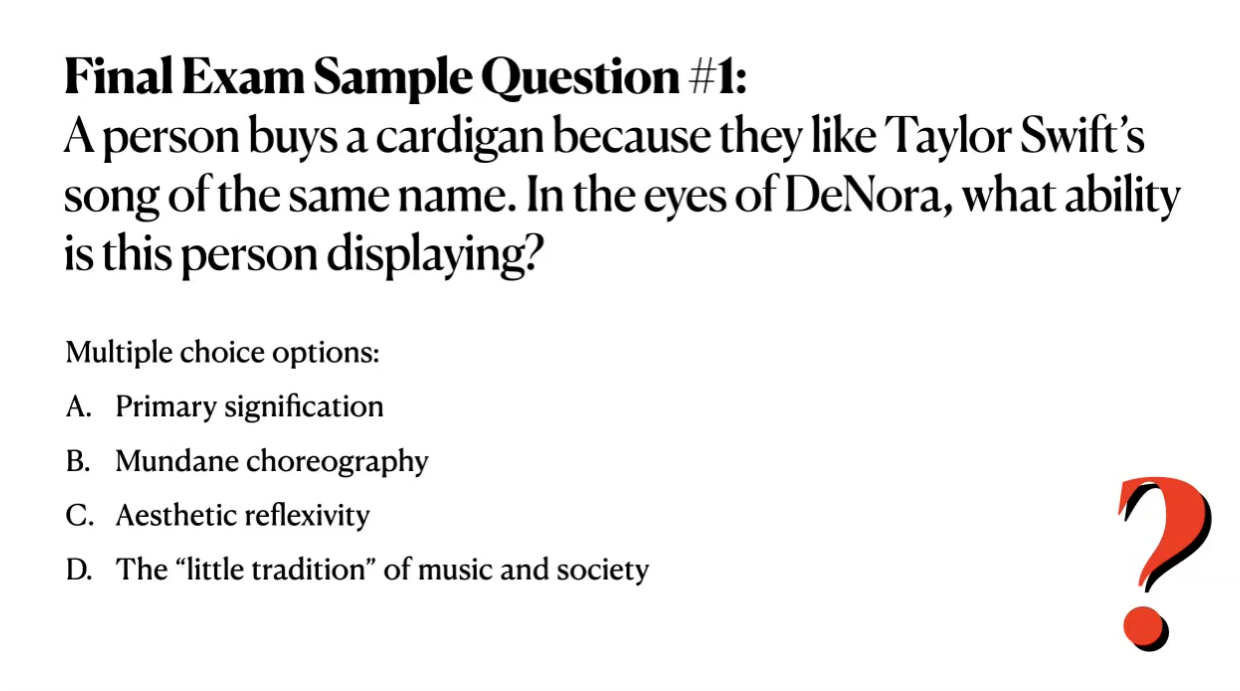 Final Exam Sample Question #1:
A person buys a cardigan because they like Taylor Swift’s
song of the same name. In the eyes of DeNora, what ability
is this person displaying?
Multiple choice options:
A. Primary signification
B. Mundane choreography
C. Aesthetic reflexivity
D. The “little tradition” of music and society
?